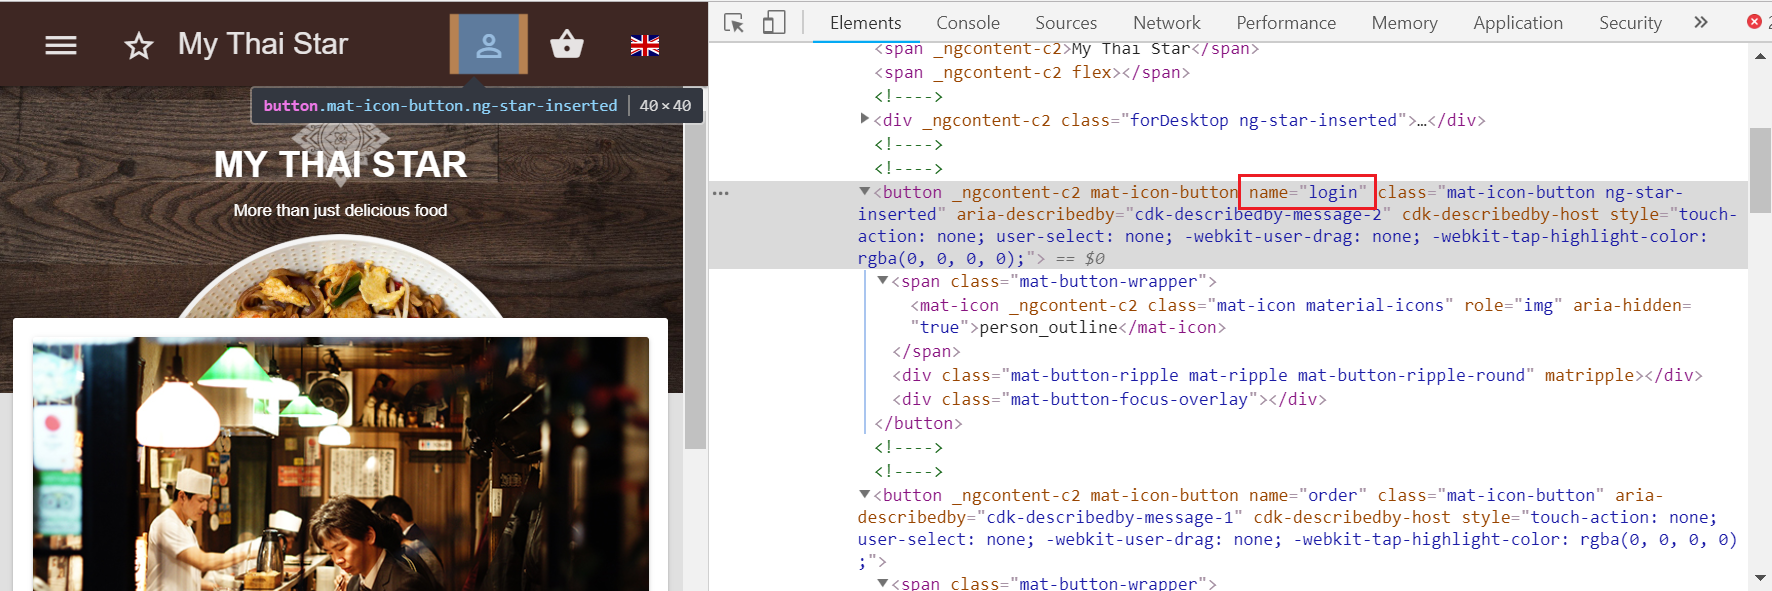 My Thai Star
button.mat-icon-button.ng-star-inserted | 40×40
MY THAI STAR
More than just delicious food
Elements Console Sources Network Performance Memory Application Security » 2
<span _ngcontent-c2>My Thai Star</span>
<span _ngcontent-c2 flex></span>
<!---->
<div _ngcontent-c2 class="forDesktop ng-star-inserted">…</div>
<!---->
<!---->
<button _ngcontent-c2 mat-icon-button name="login" class="mat-icon-button ng-star-
inserted" aria-describedby="cdk-describedby-message-2" cdk-describedby-host style="touch-
action: none; user-select: none; -webkit-user-drag: none; -webkit-tap-highlight-color:
rgba(0, 0, 0, 0);"> == $0
<span class="mat-button-wrapper">
<mat-icon _ngcontent-c2 class="mat-icon material-icons" role="img" aria-hidden=
"true">person_outline</mat-icon>
</span>
<div class="mat-button-ripple mat-ripple mat-button-ripple-round" matripple></div>
<div class="mat-button-focus-overlay"></div>
</button>
<!---->
<!---->
<button _ngcontent-c2 mat-icon-button name="order" class="mat-icon-button" aria-
describedby="cdk-describedby-message-1" cdk-describedby-host style="touch-action: none;
user-select: none; -webkit-user-drag: none; -webkit-tap-highlight-color: rgba(0, 0, 0, 0)
;">
<span class="mat-button-wrapper">